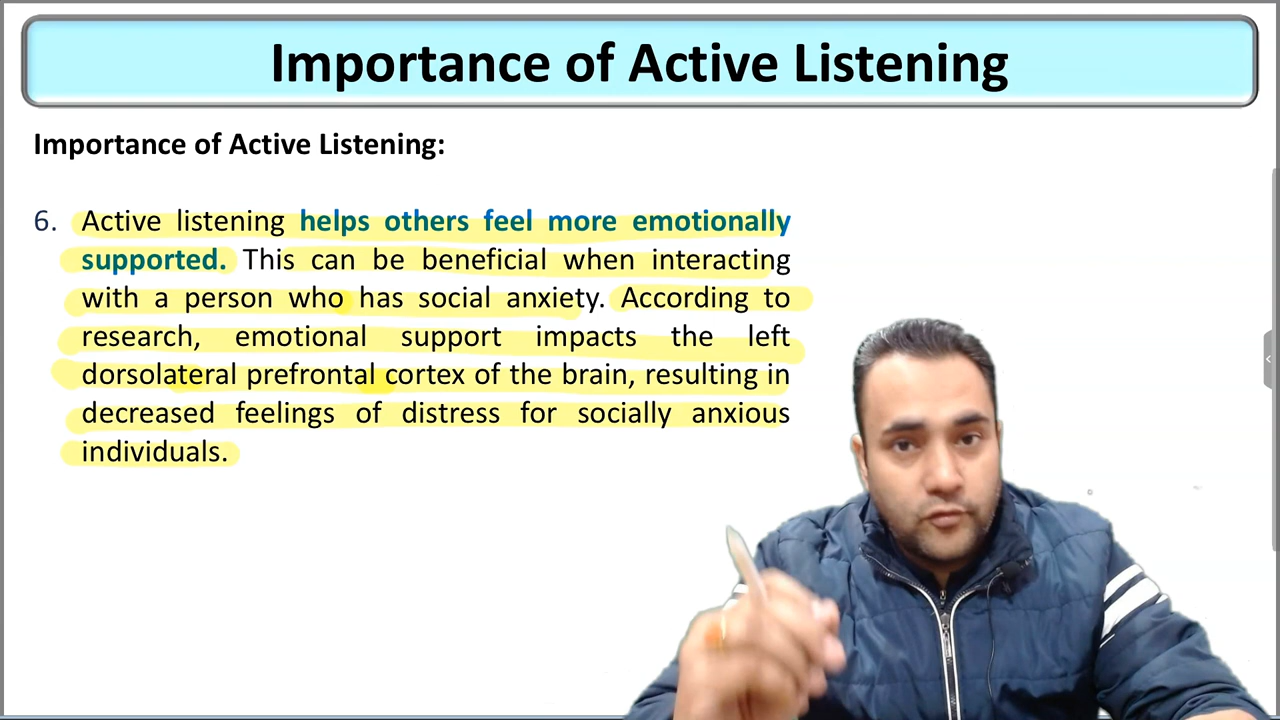 Importance of Active Listening
Importance of Active Listening:
6. Active listening helps others feel more emotionally
supported. This can be beneficial when interacting
with a person who has social anxiety. According to
research, emotional support impacts the left
dorsolateral prefrontal cortex of the brain, resulting in
decreased feelings of distress for socially anxious
individuals.